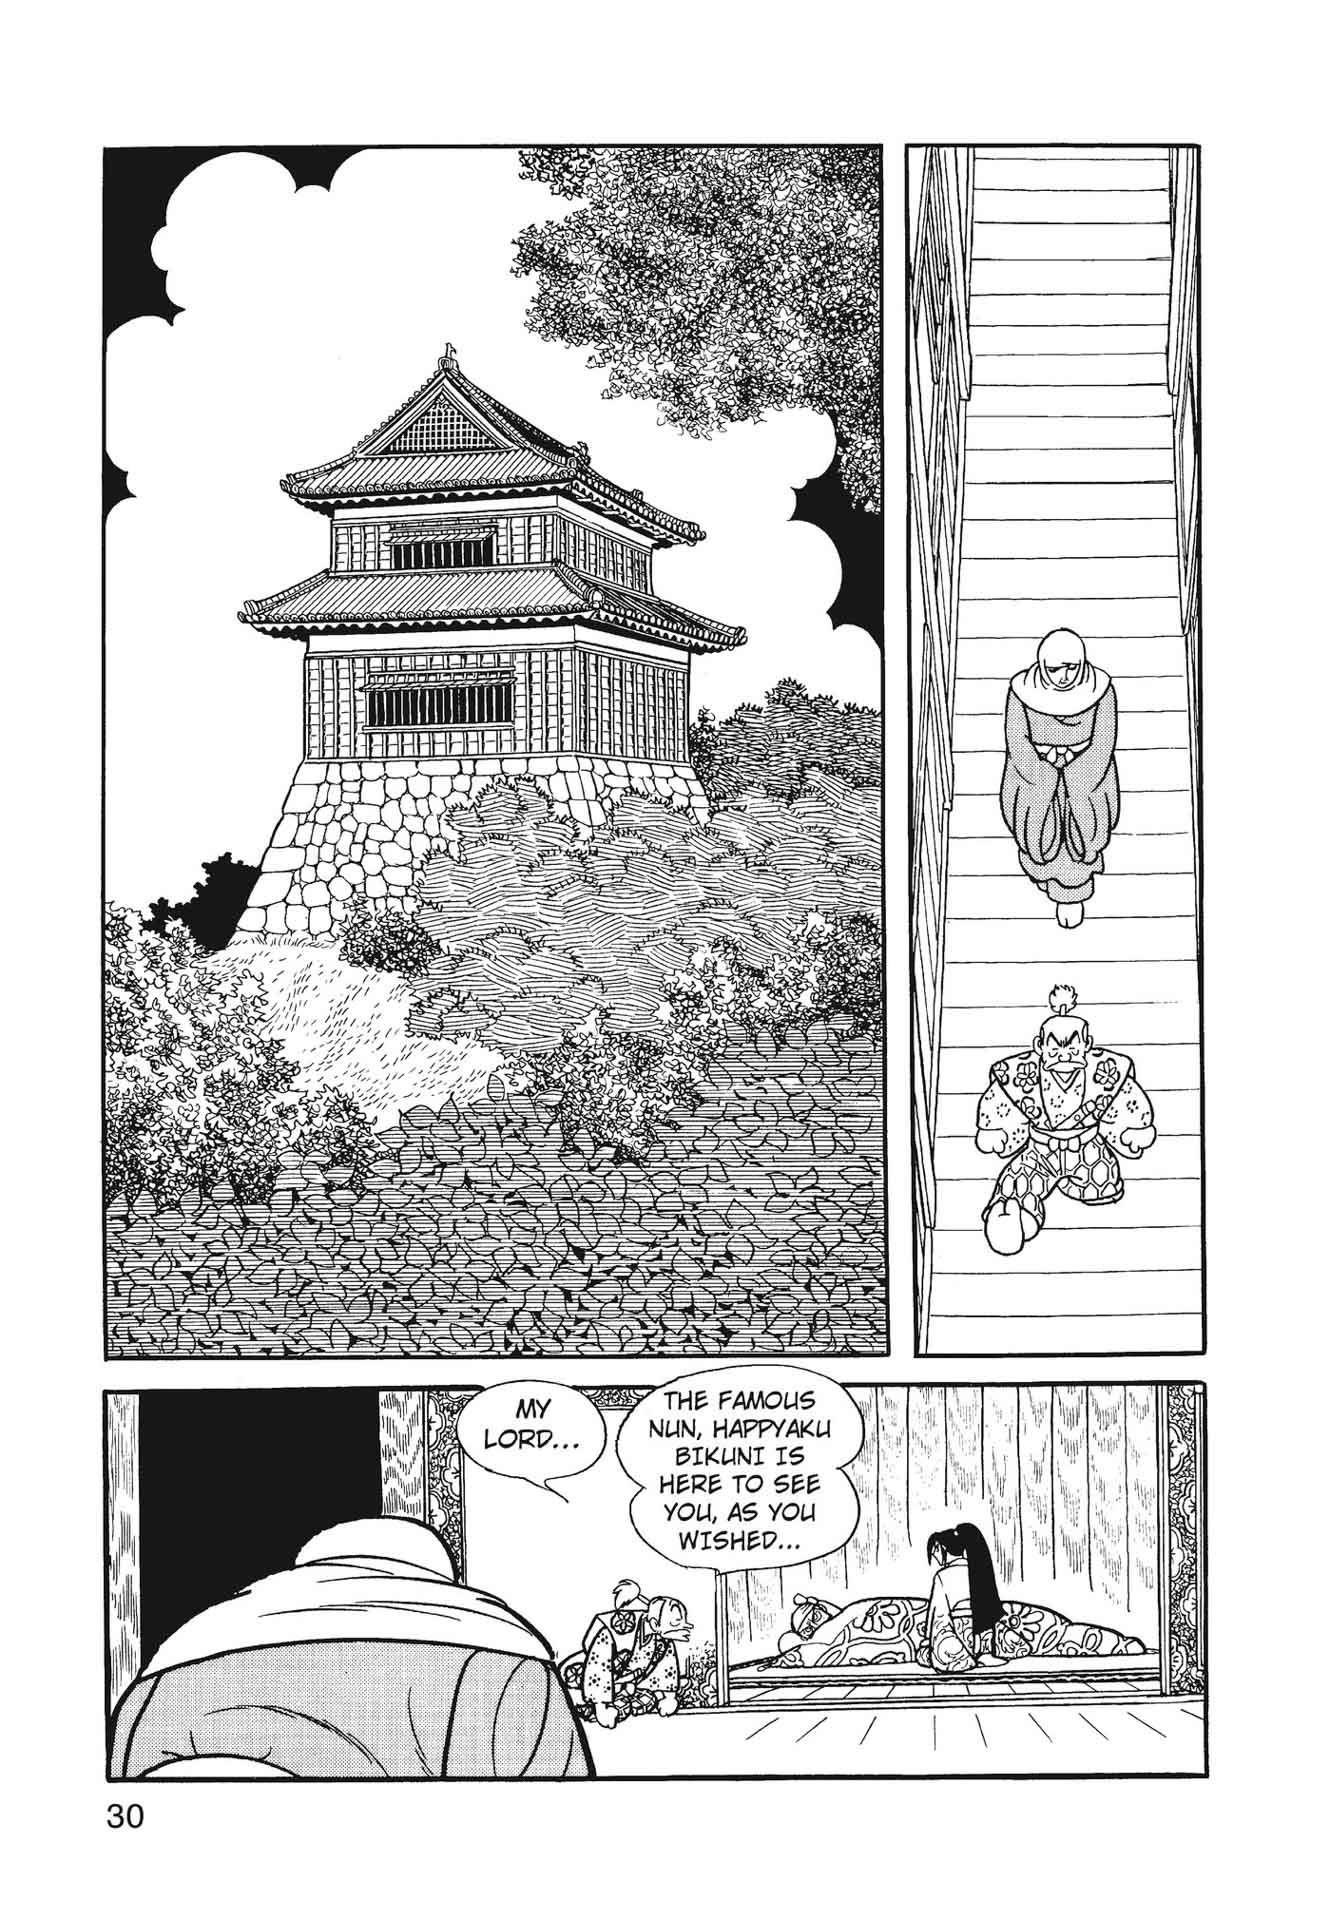 MY
LORD...
THE FAMOUS
NUN, HAPPYAKU
BIKUNI IS
HERE TO SEE
YOU, AS YOU
WISHED...
30